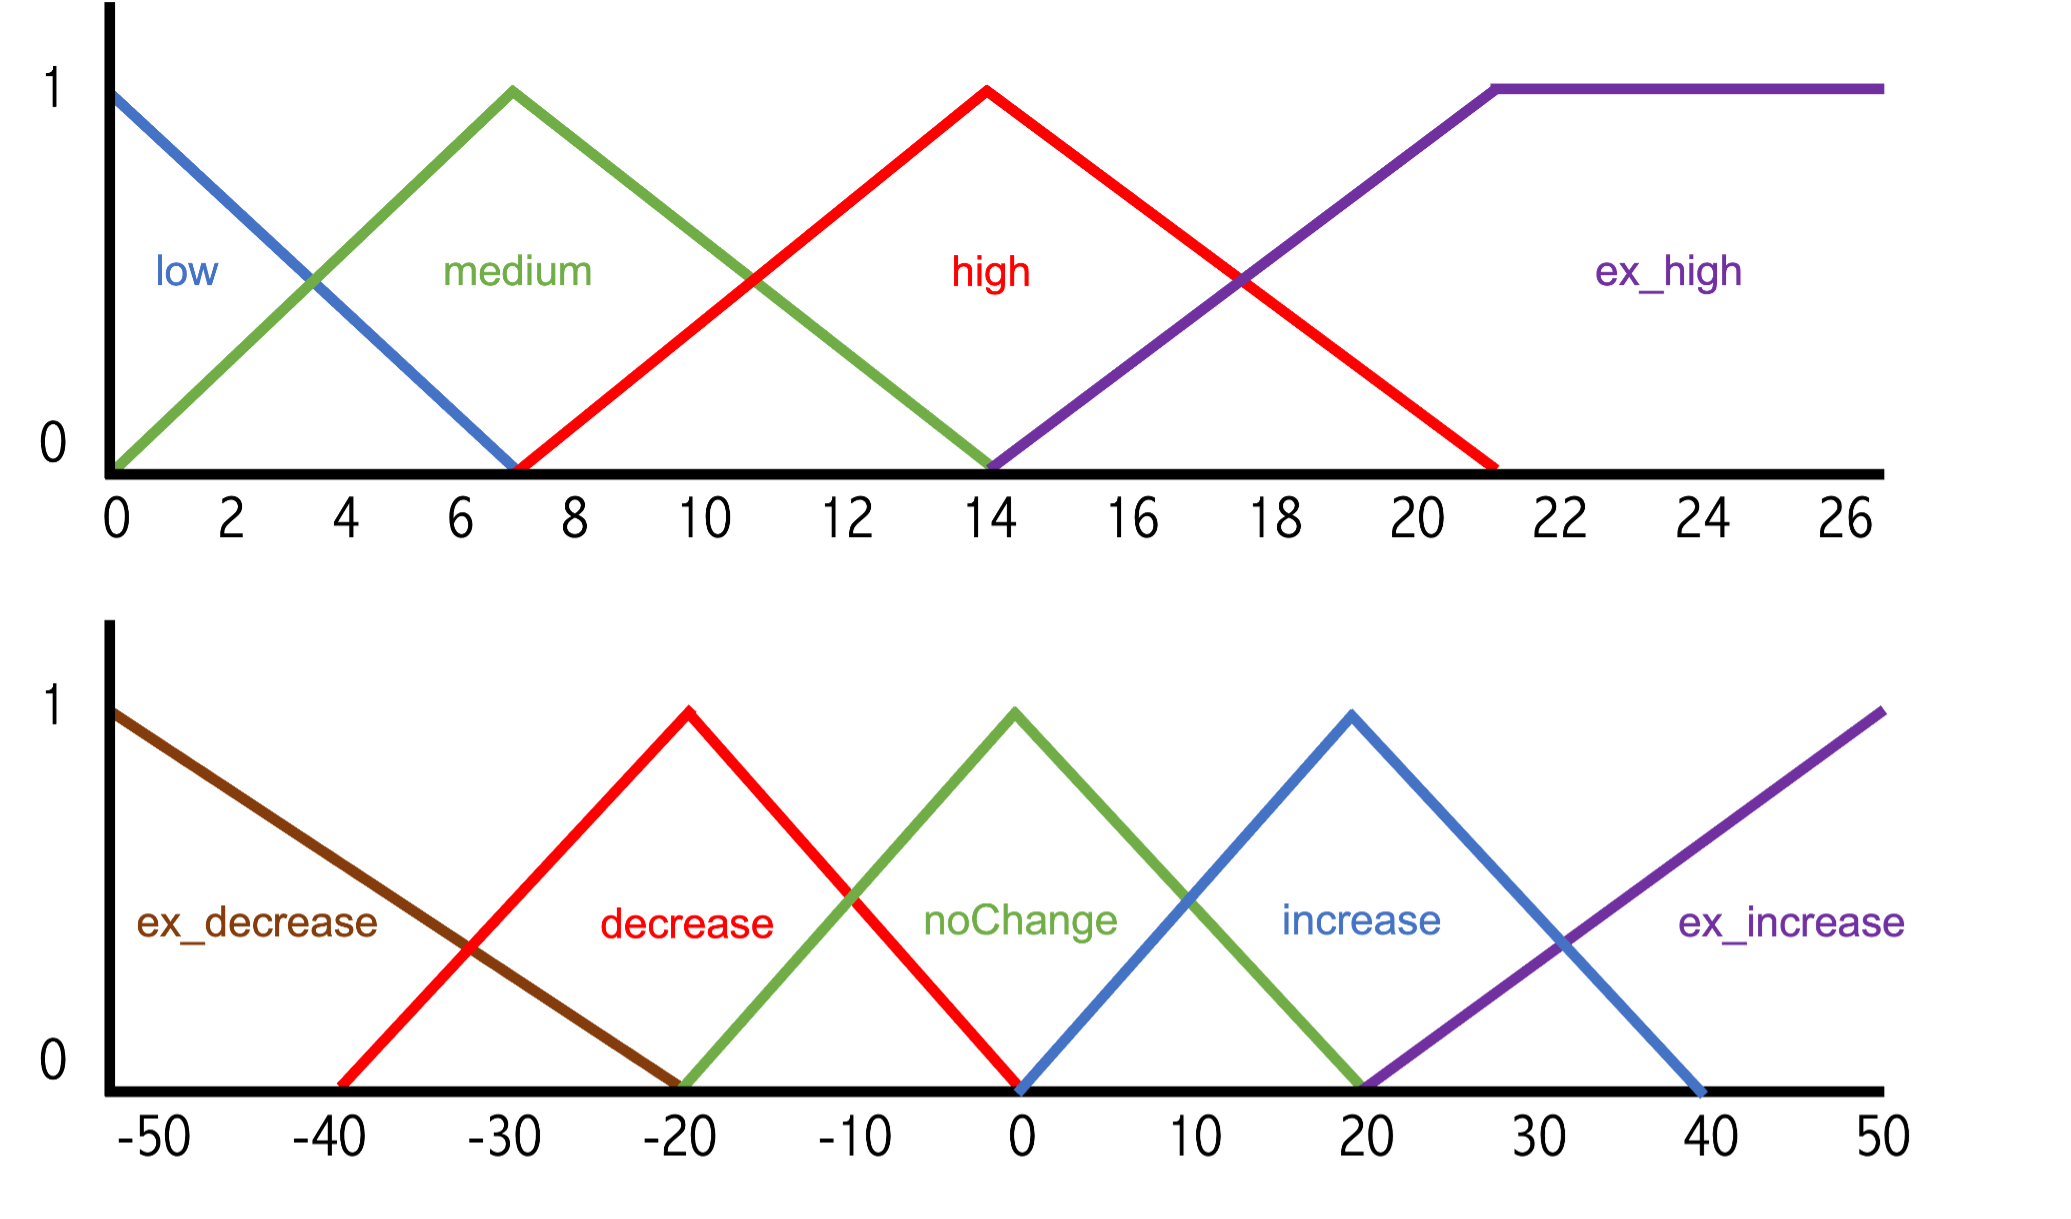 1
low medium high ex_high
0
0 2 4 6 8 10 12 14 16 18 20 22 24 26
1
ex_decrease decrease noChange increase ex_increase
0
-50 -40 -30 -20 -10 0 10 20 30 40 50